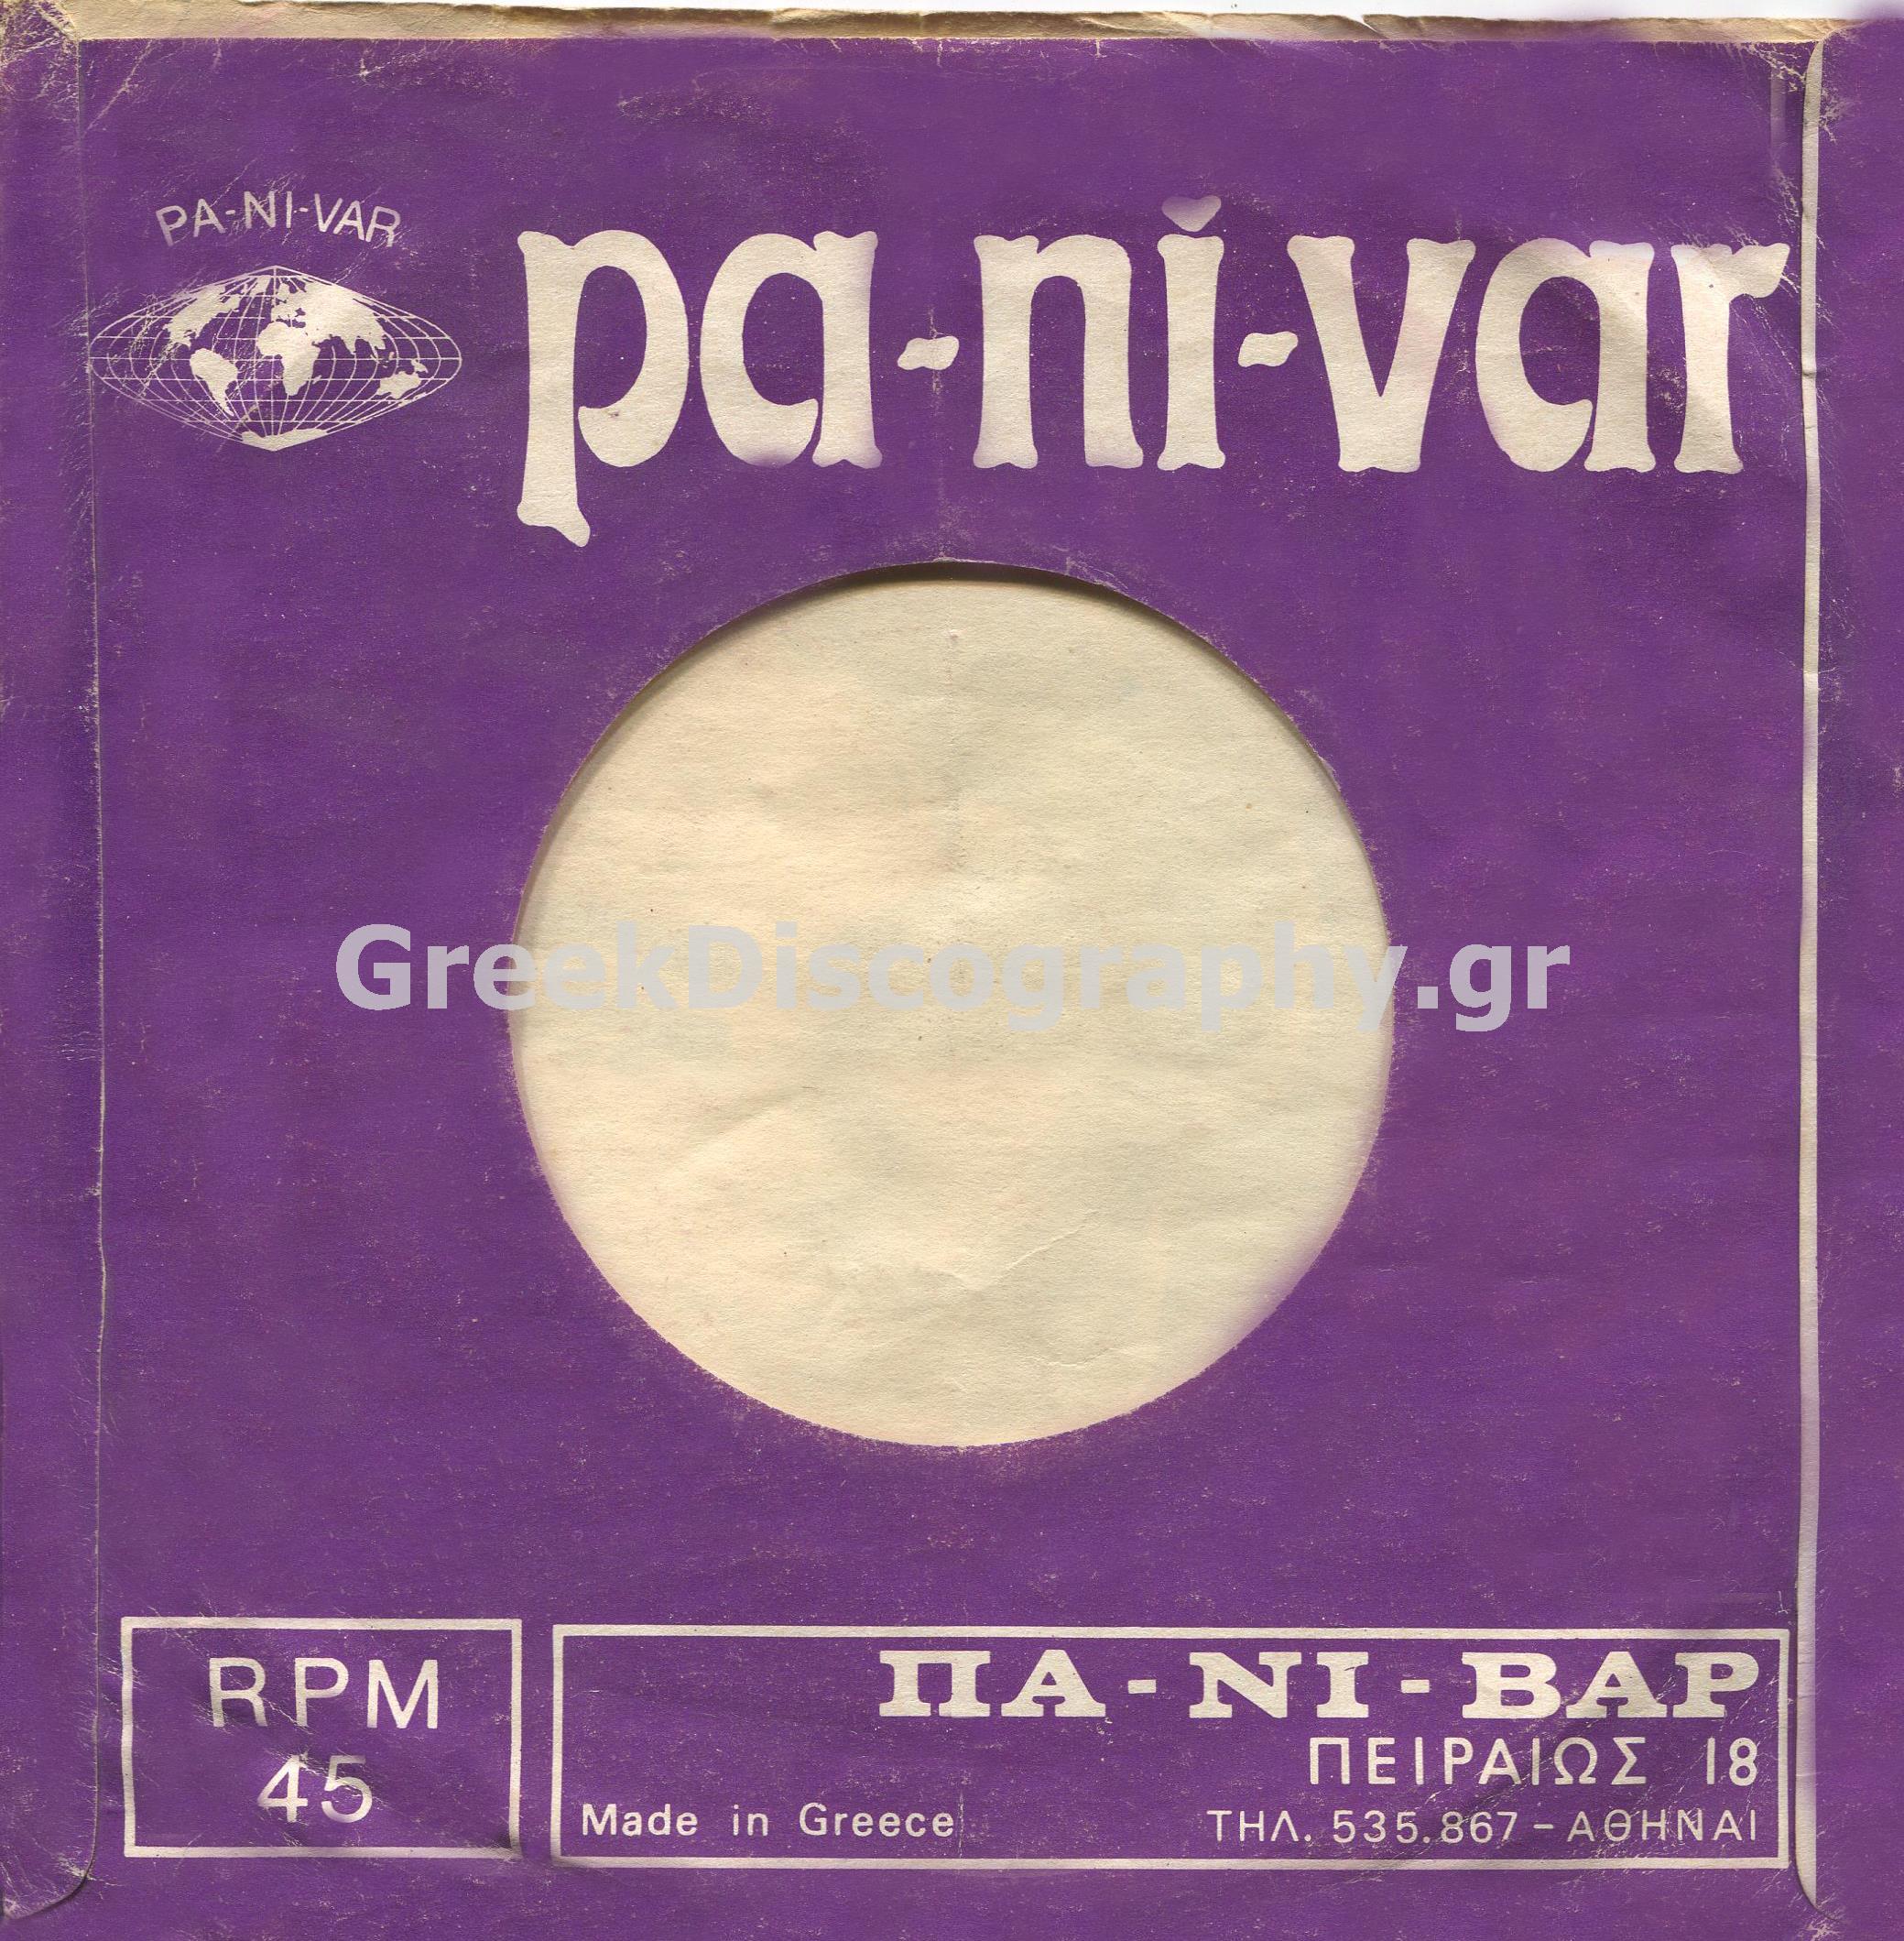 PA-NI-VAR
pa-ni-var
GreekDiscography.gr
RPM
45
ΠΑ-ΝΙ-ΒΑΡ
ΠΕΙΡΑΙΩΣ 18
Made in Greece
ΤΗΛ. 535.867-ΑΘΗΝΑΙ